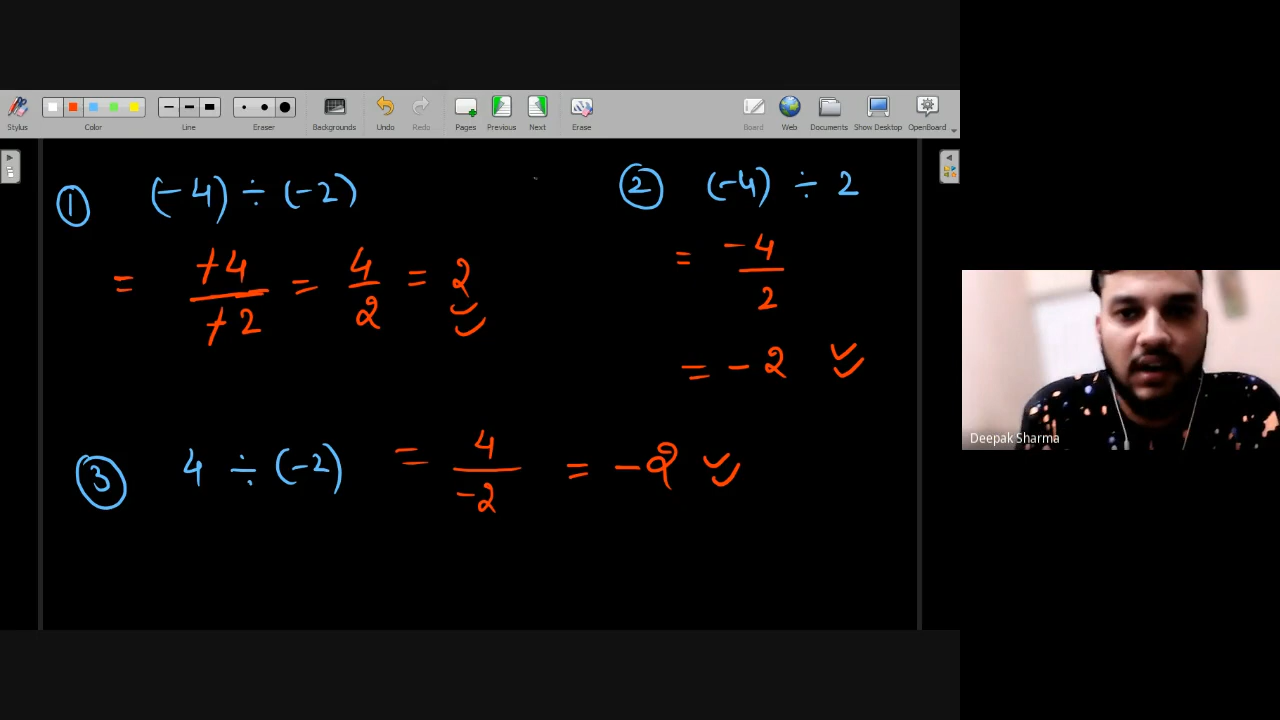 Stylus Color Line Eraser Backgrounds Undo Redo Pages Previous Next Erase Board Web Documents Show Desktop OpenBoard
① (-4) ÷ (-2)
= -4/-2 = 4/2 = 2
② (-4) ÷ 2
= -4/2
= -2
③ 4 ÷ (-2) = 4/-2 = -2
Deepak Sharma